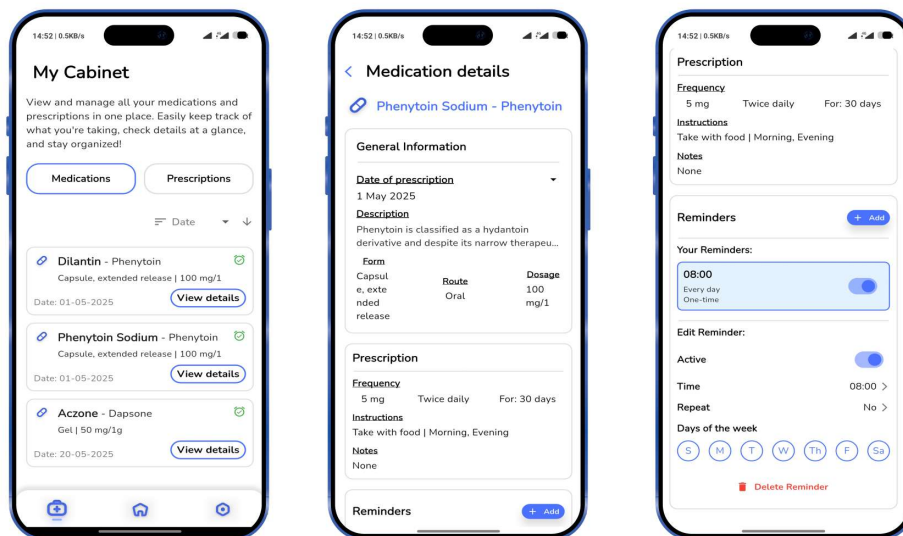 14:52 | 0.5KB/s
My Cabinet
View and manage all your medications and
prescriptions in one place. Easily keep track of
what you're taking, check details at a glance,
and stay organized!
Medications Prescriptions
Date
Dilantin - Phenytoin
Capsule, extended release | 100 mg/1
Date: 01-05-2025 View details
Phenytoin Sodium - Phenytoin
Capsule, extended release | 100 mg/1
Date: 01-05-2025 View details
Aczone - Dapsone
Gel | 50 mg/1g
Date: 20-05-2025 View details
14:52 | 0.5KB/s
Medication details
Phenytoin Sodium - Phenytoin
General Information
Date of prescription
1 May 2025
Description
Phenytoin is classified as a hydantoin
derivative and despite its narrow therapeu...
Form Route Dosage
Capsul
e, exte
nded
release
Oral
100
mg/1
Prescription
Frequency
5 mg Twice daily For: 30 days
Instructions
Take with food | Morning, Evening
Notes
None
Reminders + Add
14:52 | 0.5KB/s
Prescription
Frequency
5 mg Twice daily For: 30 days
Instructions
Take with food | Morning, Evening
Notes
None
Reminders + Add
Your Reminders:
08:00
Every day
One-time
Edit Reminder:
Active
Time 08:00 >
Repeat No >
Days of the week
S M T W Th F Sa
Delete Reminder